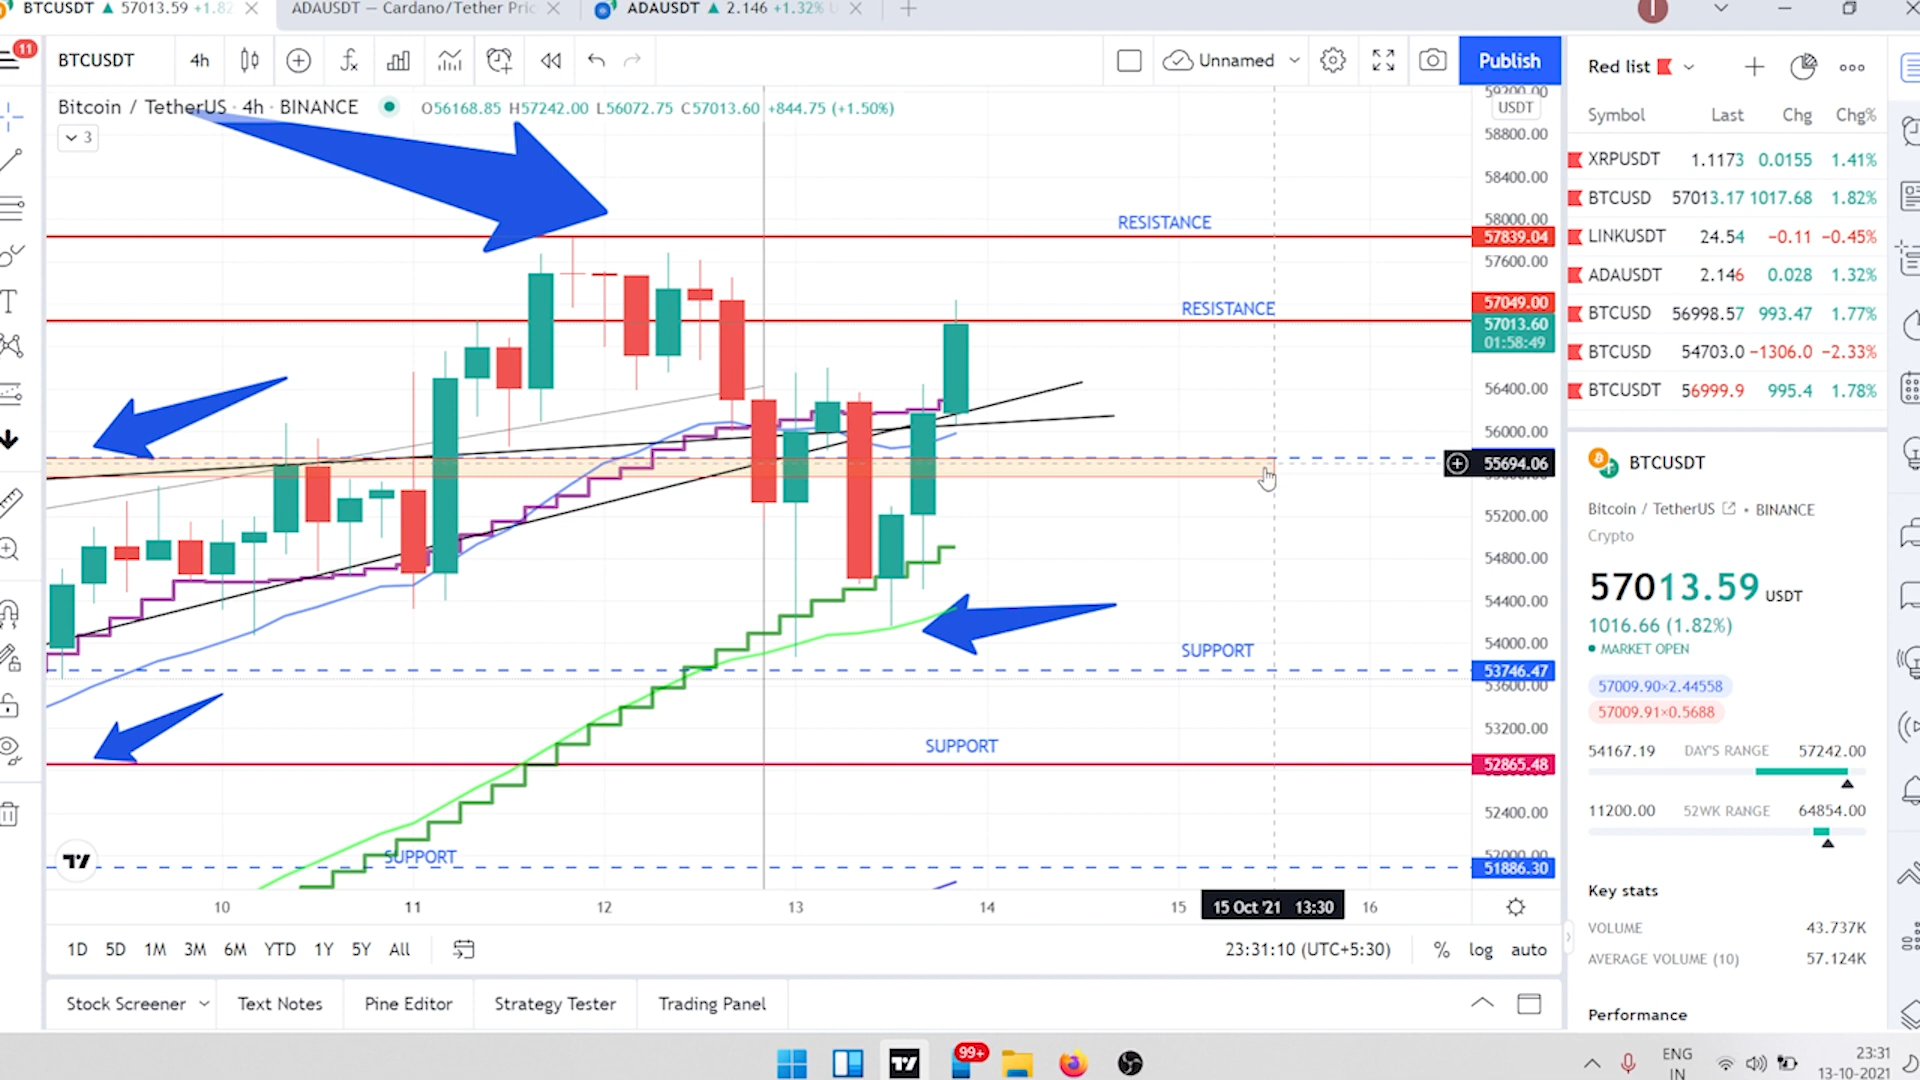 BTCUSDT ▲ 57013.59 +1.82
ADAUSDT — Cardano/Tether Pric
ADAUSDT ▲ 2.146 +1.32%
I
11
BTCUSDT
4h
Unnamed
Publish
Bitcoin / TetherUS · 4h · BINANCE
O56168.85 H57242.00 L56072.75 C57013.60 +844.75 (+1.50%)
3
USDT
59200.00
58800.00
58400.00
58000.00
57839.04
57600.00
57049.00
57013.60
01:58:49
56400.00
56000.00
55694.06
55200.00
54800.00
54400.00
54000.00
53746.47
53600.00
53200.00
52865.48
52400.00
52000.00
51886.30
RESISTANCE
RESISTANCE
SUPPORT
SUPPORT
SUPPORT
10
11
12
13
14
15
15 Oct '21 13:30
16
1D 5D 1M 3M 6M YTD 1Y 5Y All
23:31:10 (UTC+5:30)
% log auto
Stock Screener
Text Notes
Pine Editor
Strategy Tester
Trading Panel
Red list
Symbol Last Chg Chg%
XRPUSDT 1.1173 0.0155 1.41%
BTCUSD 57013.17 1017.68 1.82%
LINKUSDT 24.54 −0.11 −0.45%
ADAUSDT 2.146 0.028 1.32%
BTCUSD 56998.57 993.47 1.77%
BTCUSD 54703.0 −1306.0 −2.33%
BTCUSDT 56999.9 995.4 1.78%
BTCUSDT
Bitcoin / TetherUS • BINANCE
Crypto
57013.59 USDT
1016.66 (1.82%)
MARKET OPEN
57009.90×2.44558
57009.91×0.5688
54167.19 DAY'S RANGE 57242.00
11200.00 52WK RANGE 64854.00
Key stats
VOLUME 43.737K
AVERAGE VOLUME (10) 57.124K
Performance
99+
ENG
IN
23:31
13-10-2021